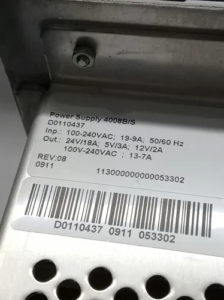 Power Supply 4008B/S
D0110437
Inp.: 100-240VAC; 19-9A; 50/60 Hz
Out.: 24V/18A; 5V/3A; 12V/2A
100V-240VAC : 13-7A
REV:08
0911
113000000000053302
D0110437 0911 053302